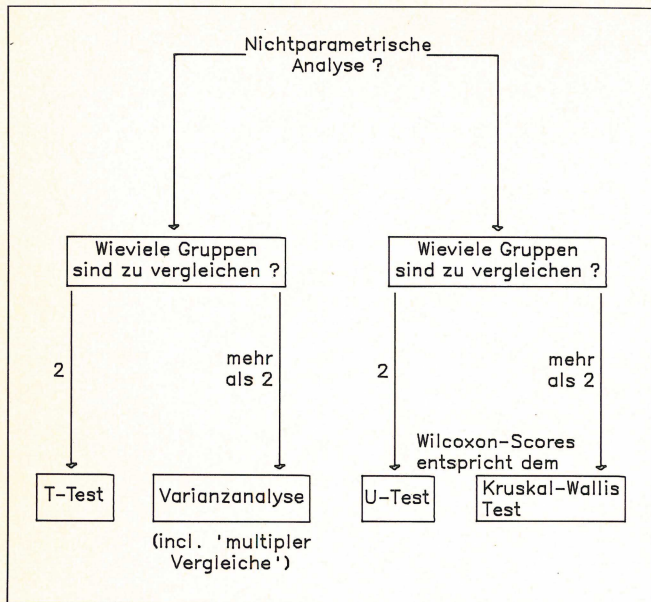 Nichtparametrische
Analyse ?
Wieviele Gruppen
sind zu vergleichen ?
Wieviele Gruppen
sind zu vergleichen ?
2
mehr
als 2
2
mehr
als 2
Wilcoxon-Scores
entspricht dem
T-Test
Varianzanalyse
U-Test
Kruskal-Wallis
Test
(incl. 'multipler
Vergleiche')